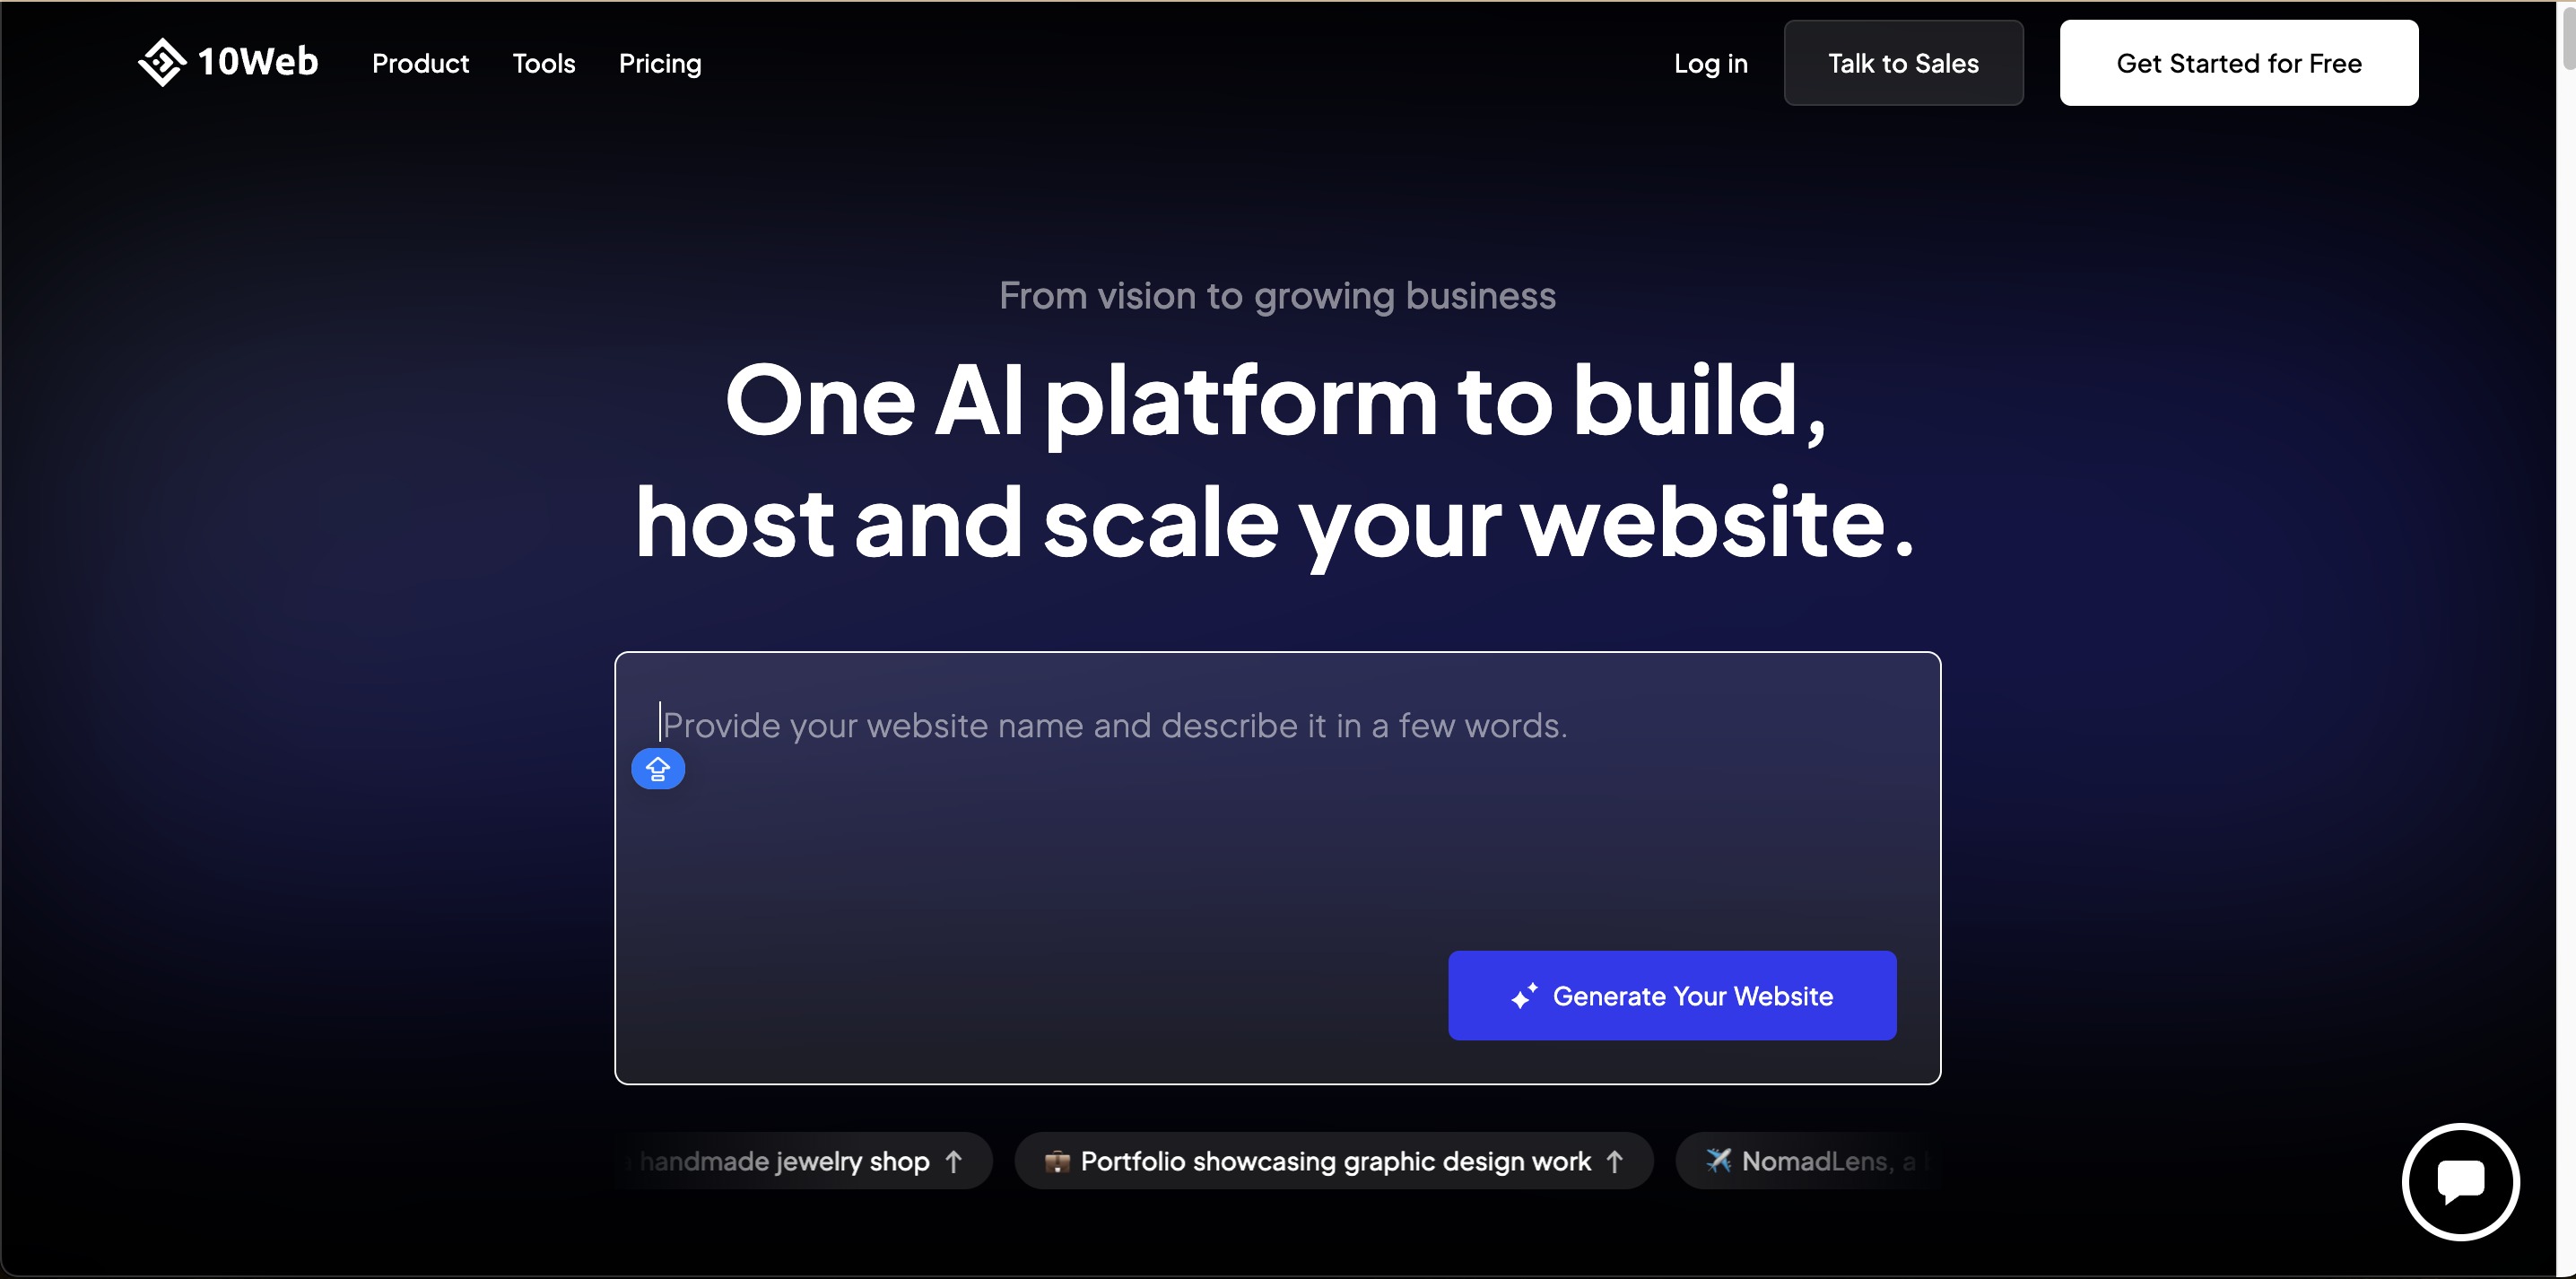 10Web
Product
Tools
Pricing
Log in
Talk to Sales
Get Started for Free
From vision to growing business
One AI platform to build,
host and scale your website.
Provide your website name and describe it in a few words.
Generate Your Website
handmade jewelry shop ↑
Portfolio showcasing graphic design work ↑
NomadLens, a